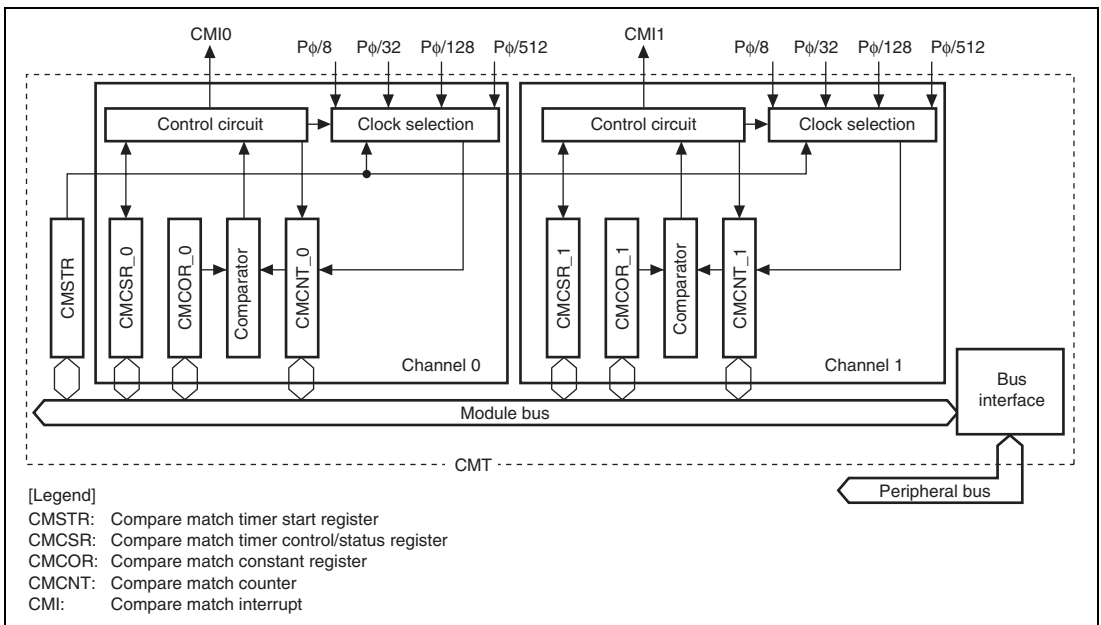 CMI0
Pϕ/8 Pϕ/32 Pϕ/128 Pϕ/512
CMI1
Pϕ/8 Pϕ/32 Pϕ/128 Pϕ/512
Control circuit
Clock selection
Control circuit
Clock selection
CMSTR
CMCSR_0
CMCOR_0
Comparator
CMCNT_0
CMCSR_1
CMCOR_1
Comparator
CMCNT_1
Channel 0
Channel 1
Bus
interface
Module bus
CMT
Peripheral bus
[Legend]
CMSTR: Compare match timer start register
CMCSR: Compare match timer control/status register
CMCOR: Compare match constant register
CMCNT: Compare match counter
CMI: Compare match interrupt